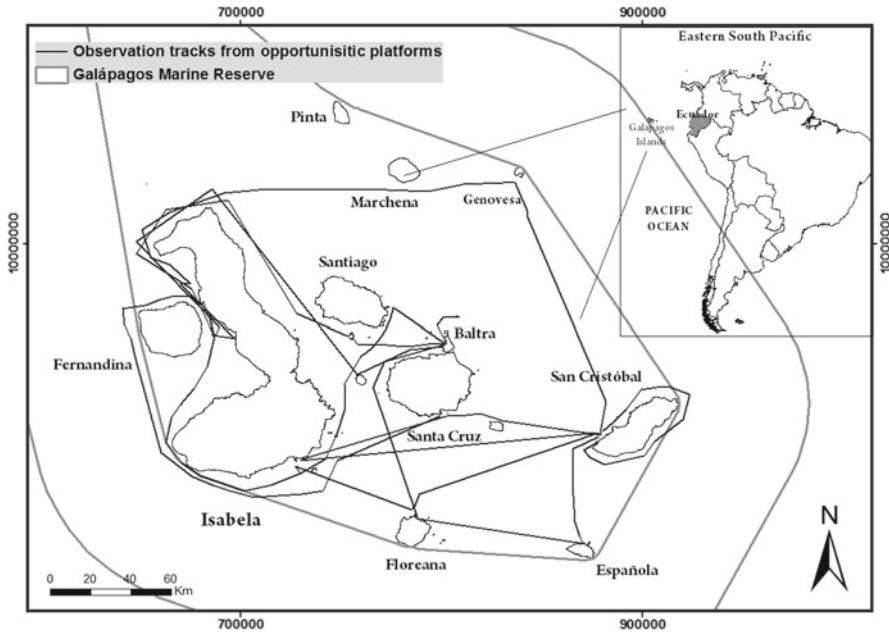 700000
900000
Observation tracks from opportunisitic platforms
Galápagos Marine Reserve
Eastern South Pacific
Pinta
Ecuador
Galapagos
Islands
Marchena
Genovesa
PACIFIC
OCEAN
10000000
10000000
Santiago
Baltra
Fernandina
San Cristóbal
Santa Cruz
Isabela
N
Floreana
Española
0 20 40 60
Km
700000
900000